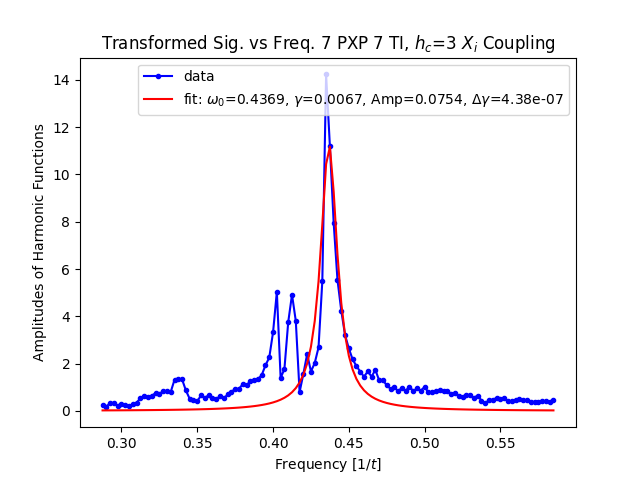 Transformed Sig. vs Freq. 7 PXP 7 TI, $h_c$=3 $X_i$ Coupling
data
fit: $\omega_0$=0.4369, $\gamma$=0.0067, Amp=0.0754, $\Delta\gamma$=4.38e-07
Amplitudes of Harmonic Functions
14
12
10
8
6
4
2
0
0.30 0.35 0.40 0.45 0.50 0.55
Frequency [1/$t$]